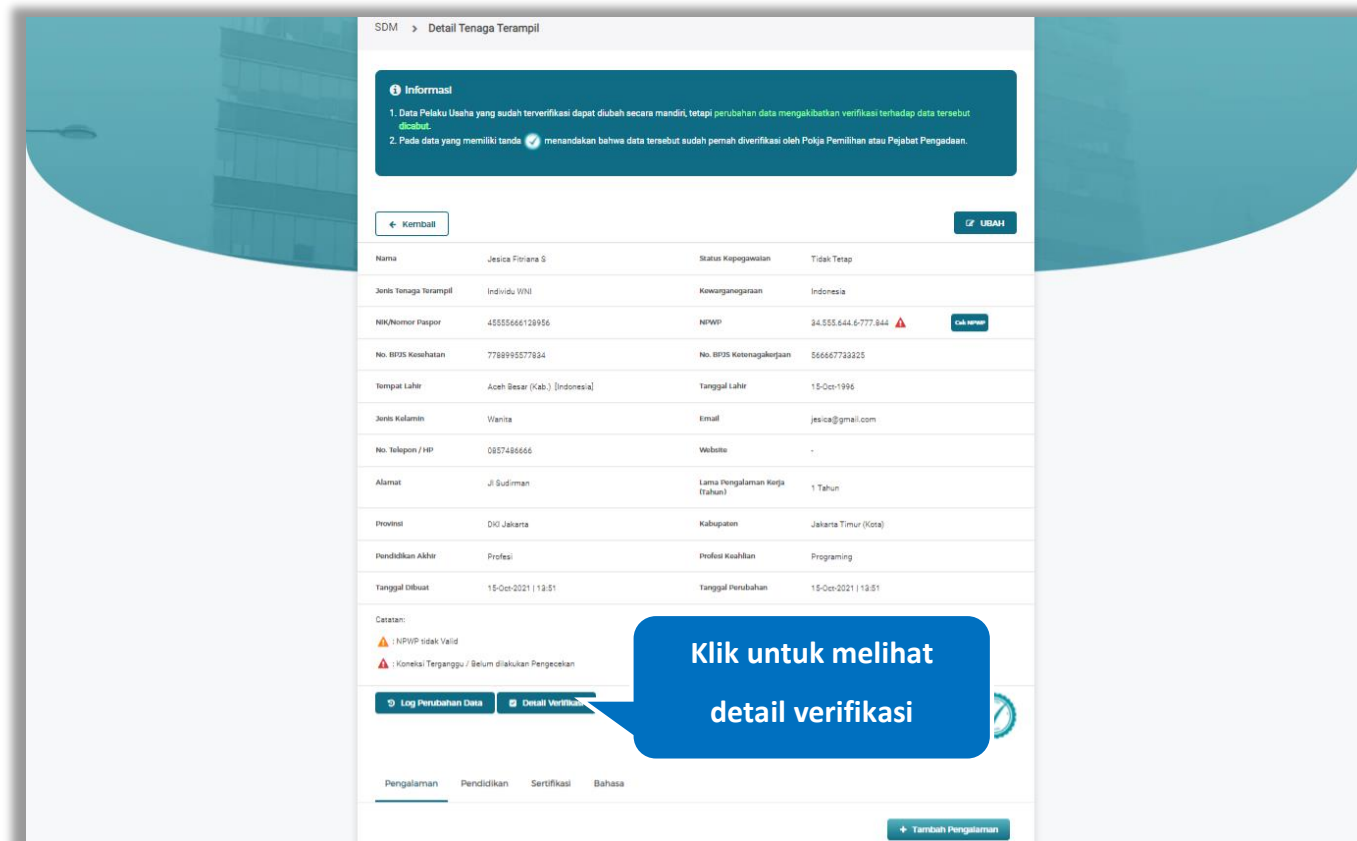 SDM > Detail Tenaga Terampil
Informasi
1. Data Pelaku Usaha yang sudah terverifikasi dapat diubah secara mandiri, tetapi perubahan data mengakibatkan verifikasi terhadap data tersebut
dicabut.
2. Pada data yang memiliki tanda menandakan bahwa data tersebut sudah pernah diverifikasi oleh Pokja Pemilihan atau Pejabat Pengadaan.
Kembali UBAH
Nama Jesica Fitriana S Status Kepegawaian Tidak Tetap
Jenis Tenaga Terampil Individu WNI Kewarganegaraan Indonesia
NIK/Nomor Paspor 45555666128956 NPWP 34.555.644.6-777.844 Cek NPWP
No. BPJS Kesehatan 7788995577834 No. BPJS Ketenagakerjaan 566667733325
Tempat Lahir Aceh Besar (Kab.) [Indonesia] Tanggal Lahir 15-Oct-1996
Jenis Kelamin Wanita Email jesica@gmail.com
No. Telepon / HP 0857486666 Website -
Alamat Jl Sudirman Lama Pengalaman Kerja (Tahun) 1 Tahun
Provinsi DKI Jakarta Kabupaten Jakarta Timur (Kota)
Pendidikan Akhir Profesi Profesi Keahlian Programing
Tanggal Dibuat 15-Oct-2021 | 13:51 Tanggal Perubahan 15-Oct-2021 | 13:51
Catatan:
: NPWP tidak Valid
: Koneksi Terganggu / Belum dilakukan Pengecekan
Klik untuk melihat
detail verifikasi
Log Perubahan Data Detail Verifikasi
Pengalaman Pendidikan Sertifikasi Bahasa
+ Tambah Pengalaman